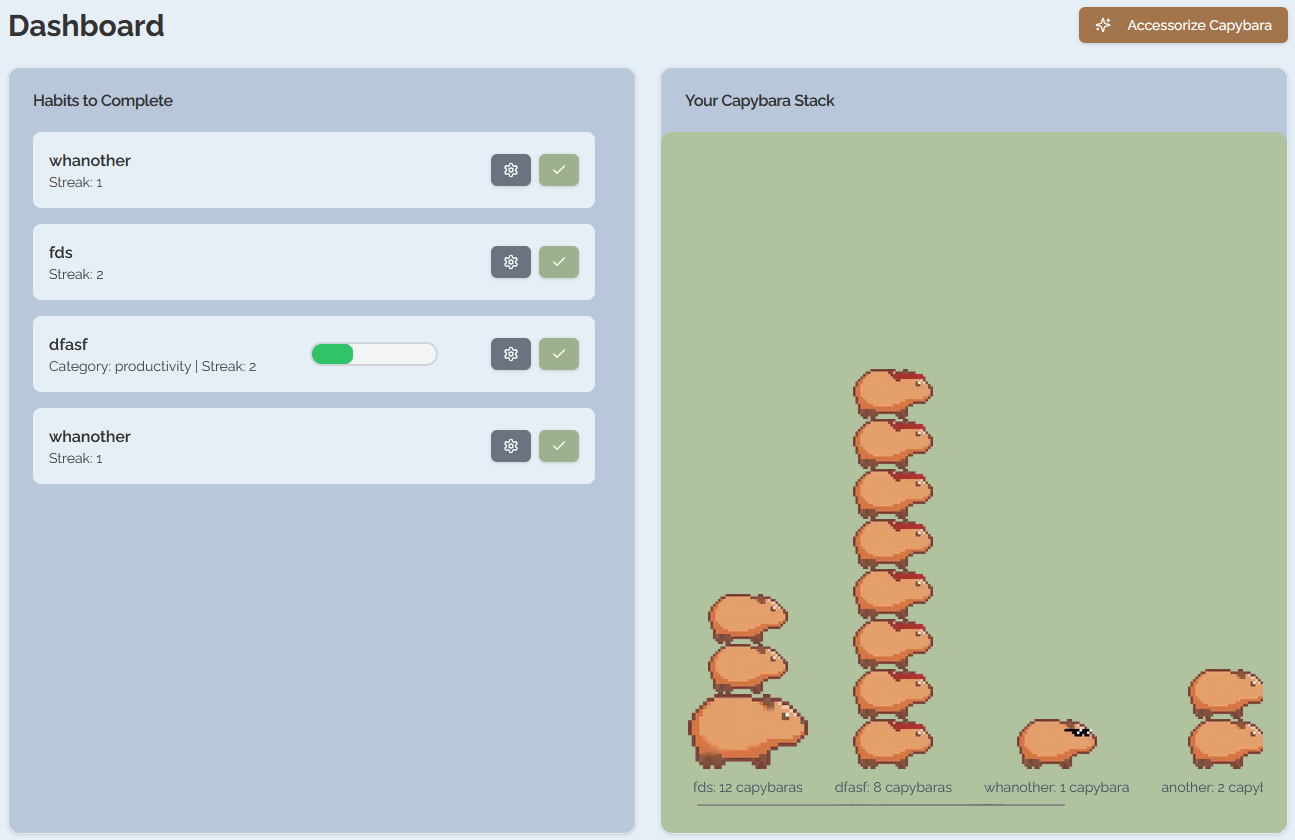 Dashboard
Accessorize Capybara
Habits to Complete
whanother
Streak: 1
fds
Streak: 2
dfasf
Category: productivity | Streak: 2
whanother
Streak: 1
Your Capybara Stack
fds: 12 capybaras
dfasf: 8 capybaras
whanother: 1 capybara
another: 2 capyb